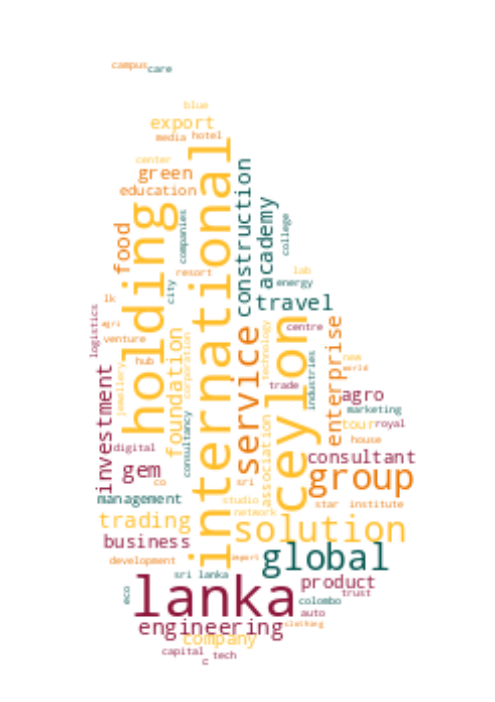 campus
care
blue
export
media
hotel
center
green
education
international
holding
construction
academy
college
companies
food
city
resort
lab
energy
travel
lk
logistics
agri
venture
hub
jewellery
foundation
corporation
service
technology
ceylon
centre
enterprise
industries
new
world
trade
investment
agro
marketing
tour
royal
house
consultancy
association
digital
gem
co
sri
consultant
group
management
studio
network
star
institute
trading
solution
business
global
development
import
sri lanka
eco
lanka
product
trust
colombo
auto
engineering
clothing
company
capital
c
tech